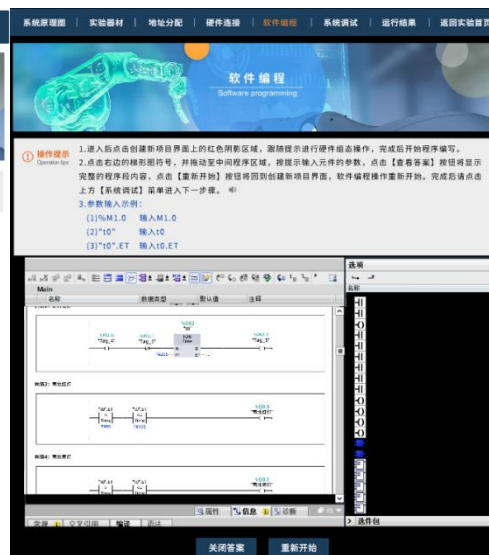 系统原理图 | 实验器材 | 地址分配 | 硬件连接 | 软件编程 | 系统调试 | 运行结果 | 返回实验首页
软件编程
Software programming
操作提示
Operation tips
1.进入后点击创建新项目界面上的红色阴影区域，跟随提示进行硬件组态操作，完成后开始程序编写。
2.点击右边的梯形图符号，并拖动至中间程序区域，按提示输入元件的参数，点击【查看答案】按钮将显示
完整的程序段内容，点击【重新开始】按钮将回到创建新项目界面，软件编程操作重新开始。完成后请点击
上方【系统调试】菜单进入下一步骤。
3.参数输入示例：
(1)%M1.0 输入M1.0
(2)"t0" 输入t0
(3)"t0".ET 输入t0.ET
选项
Main
名称 数据类型 默认值 注释
名称
属性 信息 诊断
常规 交叉引用 编译 语法
选件包
关闭答案 重新开始